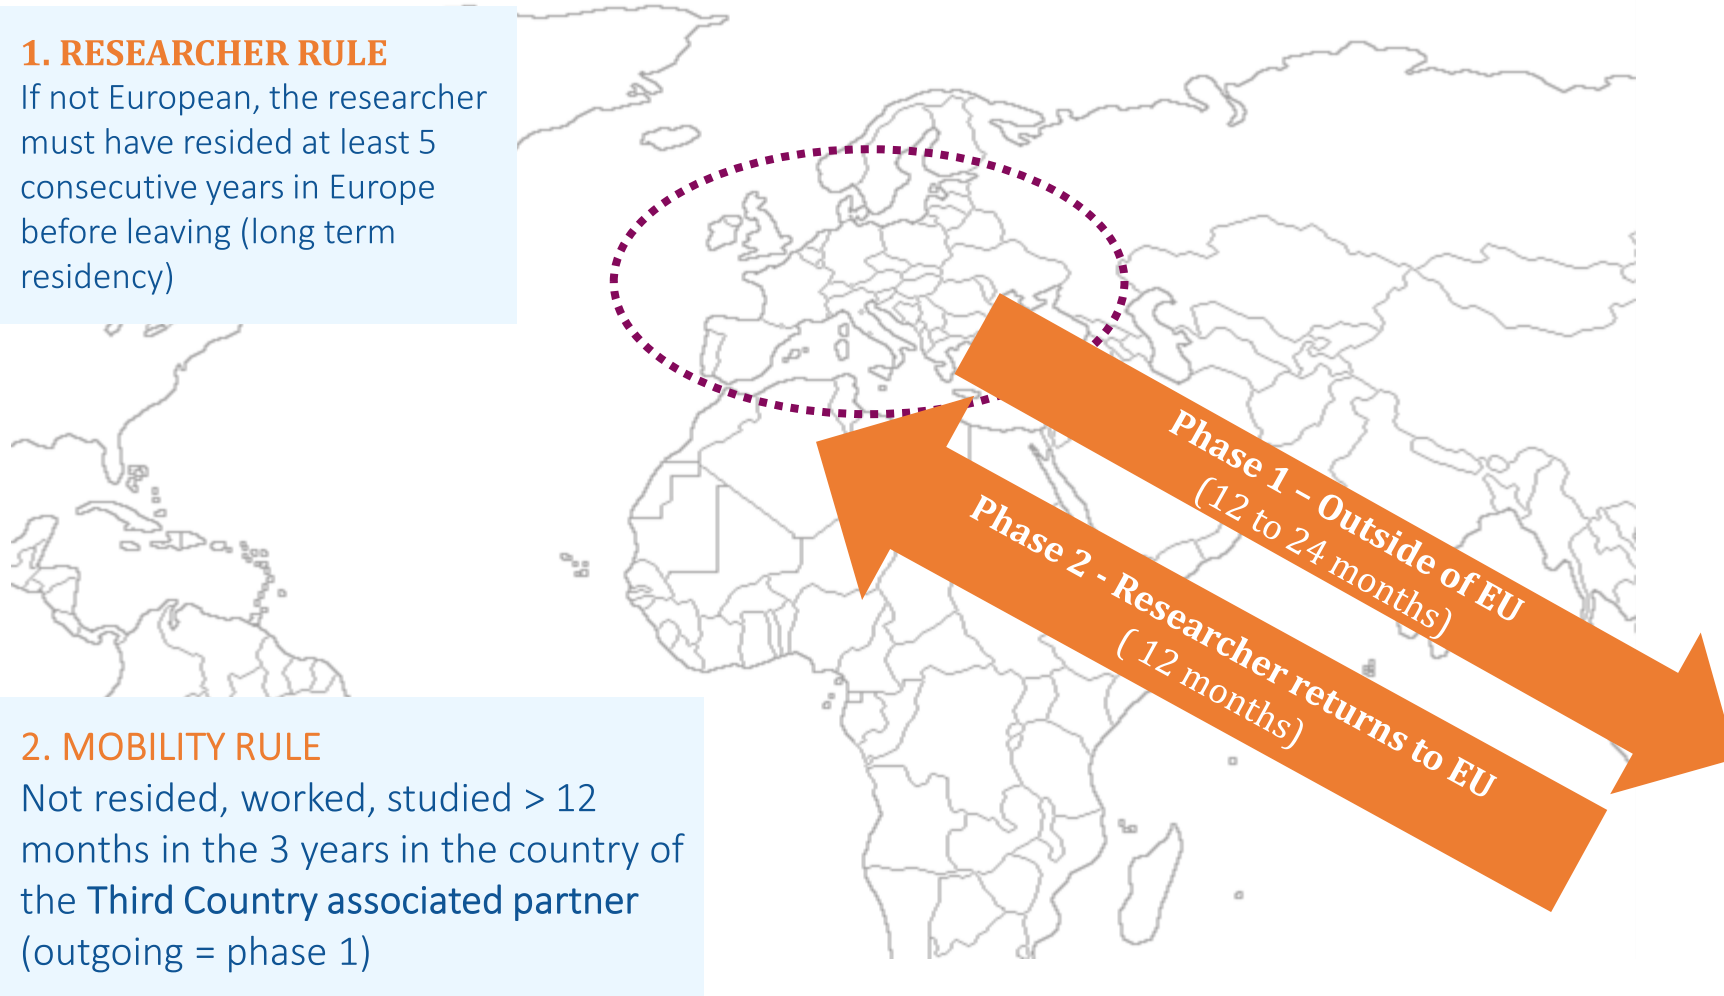 1. RESEARCHER RULE
If not European, the researcher
must have resided at least 5
consecutive years in Europe
before leaving (long term
residency)
Phase 1 – Outside of EU
(12 to 24 months)
Phase 2 - Researcher returns to EU
( 12 months)
2. MOBILITY RULE
Not resided, worked, studied > 12
months in the 3 years in the country of
the Third Country associated partner
(outgoing = phase 1)